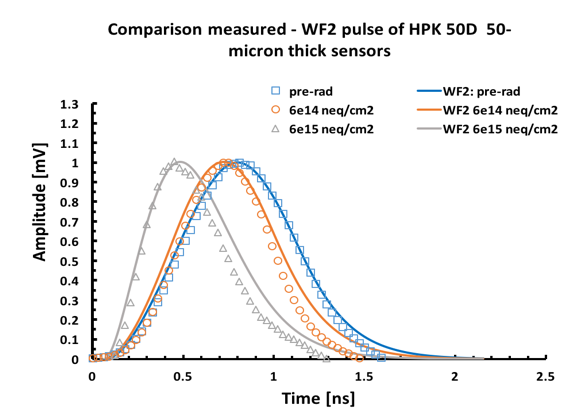 Comparison measured - WF2 pulse of HPK 50D 50-
micron thick sensors
pre-rad
WF2: pre-rad
6e14 neq/cm2
WF2 6e14 neq/cm2
6e15 neq/cm2
WF2 6e15 neq/cm2
1.3
1.2
1.1
1
0.9
0.8
0.7
0.6
0.5
0.4
0.3
0.2
0.1
0
Amplitude [mV]
0
0.5
1
1.5
2
2.5
Time [ns]